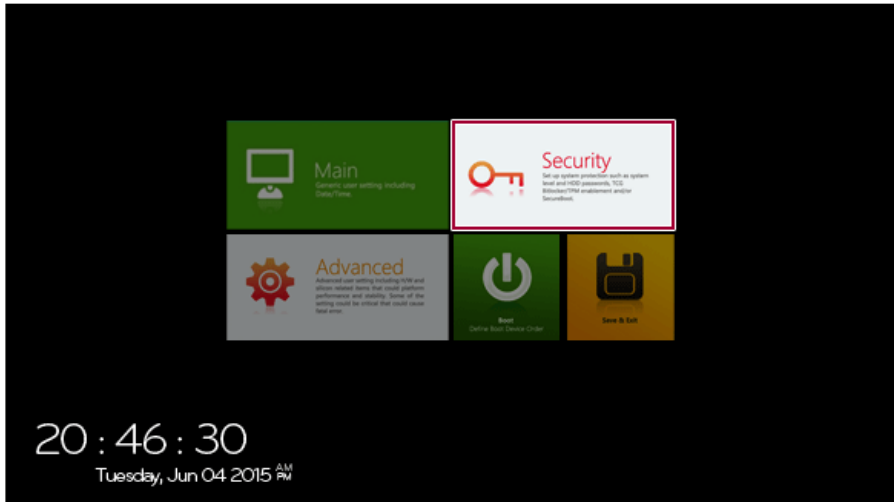 Main
Generic user setting including
Date/Time.
Security
Set up system protection such as system
level and HDD passwords, TCG
Bitlocker/TPM enablement and/or
SecureBoot.
Advanced
Advanced user setting including H/W and
silicon related items that could platform
performance and stability. Some of the
setting could be critical that could cause
fatal error.
Boot
Define Boot Device Order
Save & Exit
20 : 46 : 30
Tuesday, Jun 04 2015 AM
PM